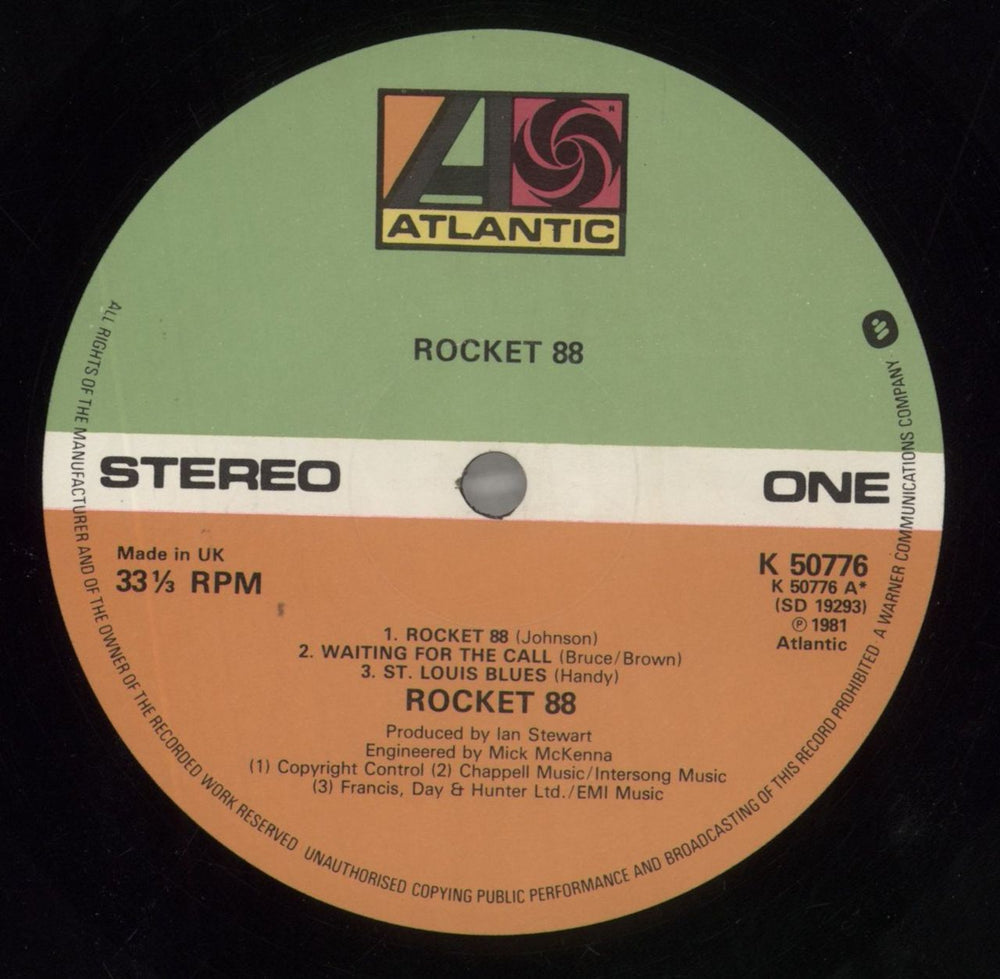 ATLANTIC
ROCKET 88
STEREO
ONE
Made in UK
33⅓ RPM
K 50776
K 50776 A*
(SD 19293)
℗ 1981
Atlantic
1. ROCKET 88 (Johnson)
2. WAITING FOR THE CALL (Bruce/Brown)
3. ST. LOUIS BLUES (Handy)
ROCKET 88
Produced by Ian Stewart
Engineered by Mick McKenna
(1) Copyright Control (2) Chappell Music/Intersong Music
(3) Francis, Day & Hunter Ltd./EMI Music
ALL RIGHTS OF THE MANUFACTURER AND OF THE OWNER OF THE RECORDED WORK RESERVED UNAUTHORISED COPYING PUBLIC PERFORMANCE AND BROADCASTING OF THIS RECORD PROHIBITED · A WARNER COMMUNICATIONS COMPANY ·